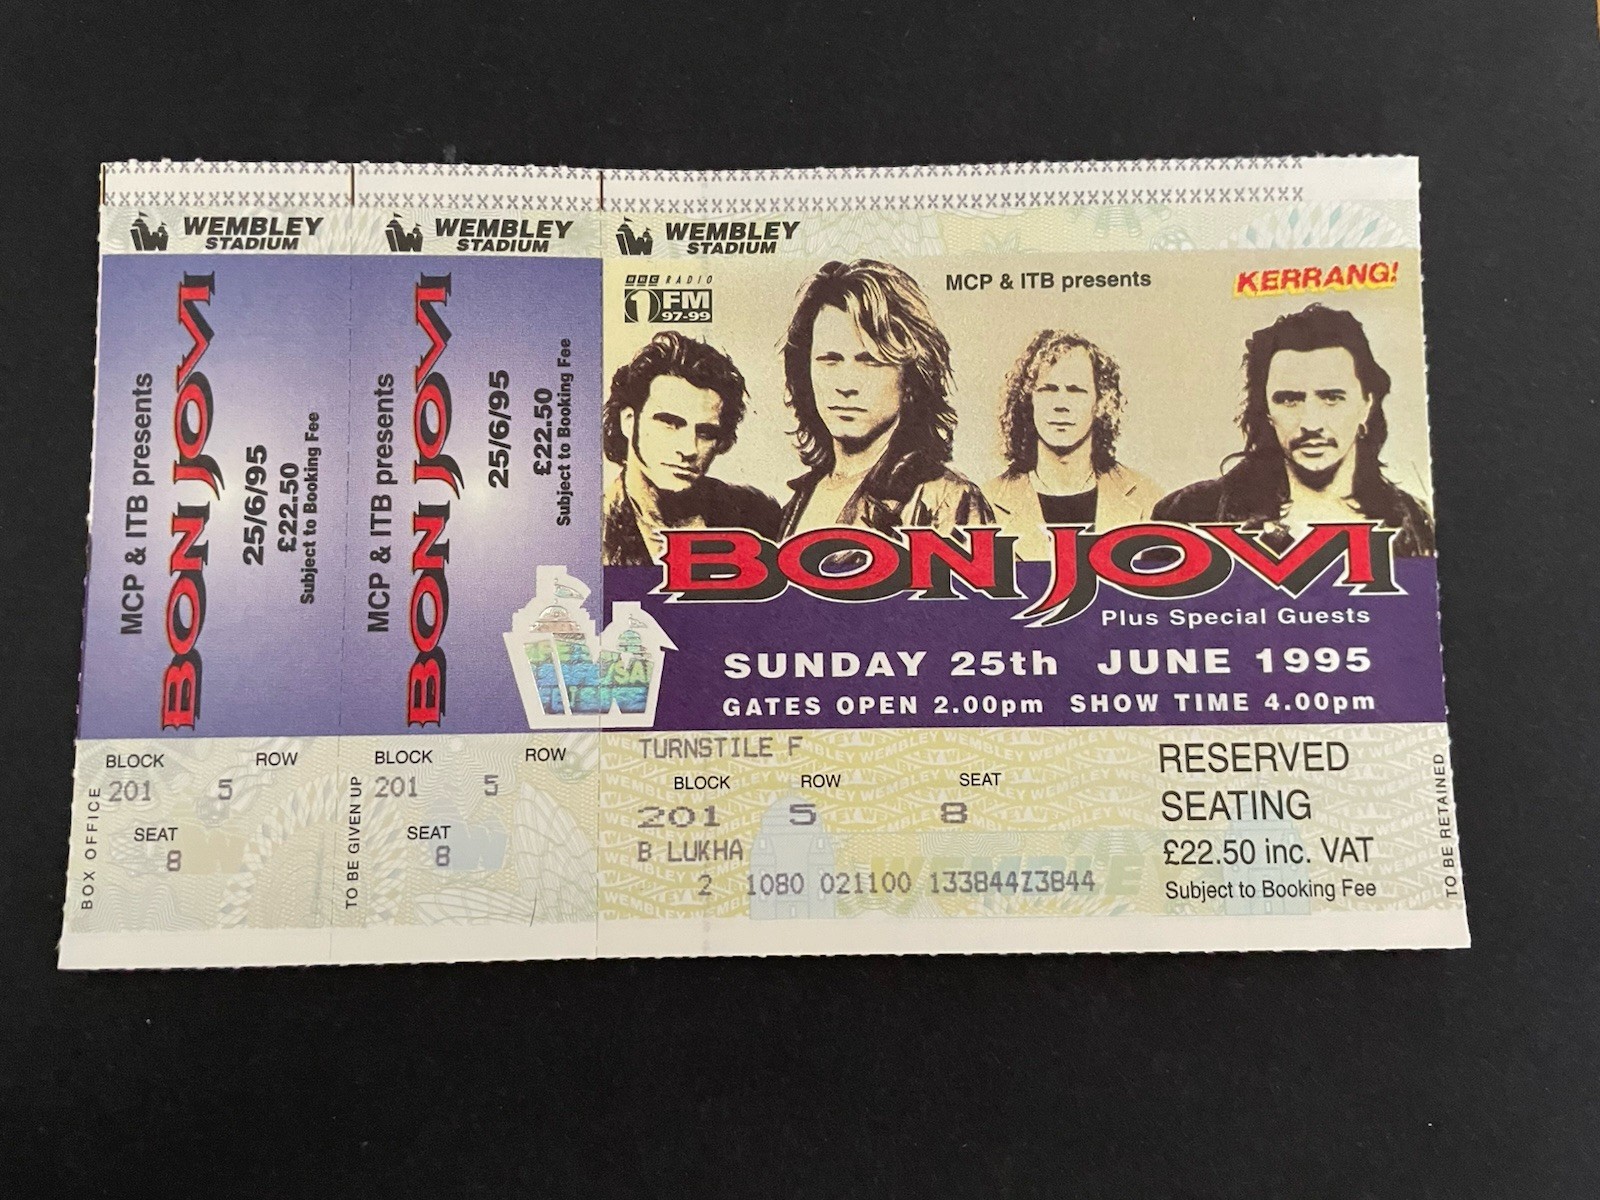 WEMBLEY
STADIUM
MCP & ITB presents
BON JOVI
25/6/95
£22.50
Subject to Booking Fee
BLOCK ROW
201 5
SEAT
8
BOX OFFICE
WEMBLEY
STADIUM
MCP & ITB presents
BON JOVI
25/6/95
£22.50
Subject to Booking Fee
BLOCK ROW
201 5
SEAT
8
TO BE GIVEN UP
WEMBLEY
STADIUM
BBC RADIO
1 FM
97-99
MCP & ITB presents
KERRANG!
BON JOVI
Plus Special Guests
SUNDAY 25th JUNE 1995
GATES OPEN 2.00pm SHOW TIME 4.00pm
TURNSTILE F
BLOCK ROW SEAT
201 5 8
B LUKHA
2 1080 021100 133844Z3844
RESERVED
SEATING
£22.50 inc. VAT
Subject to Booking Fee
TO BE RETAINED